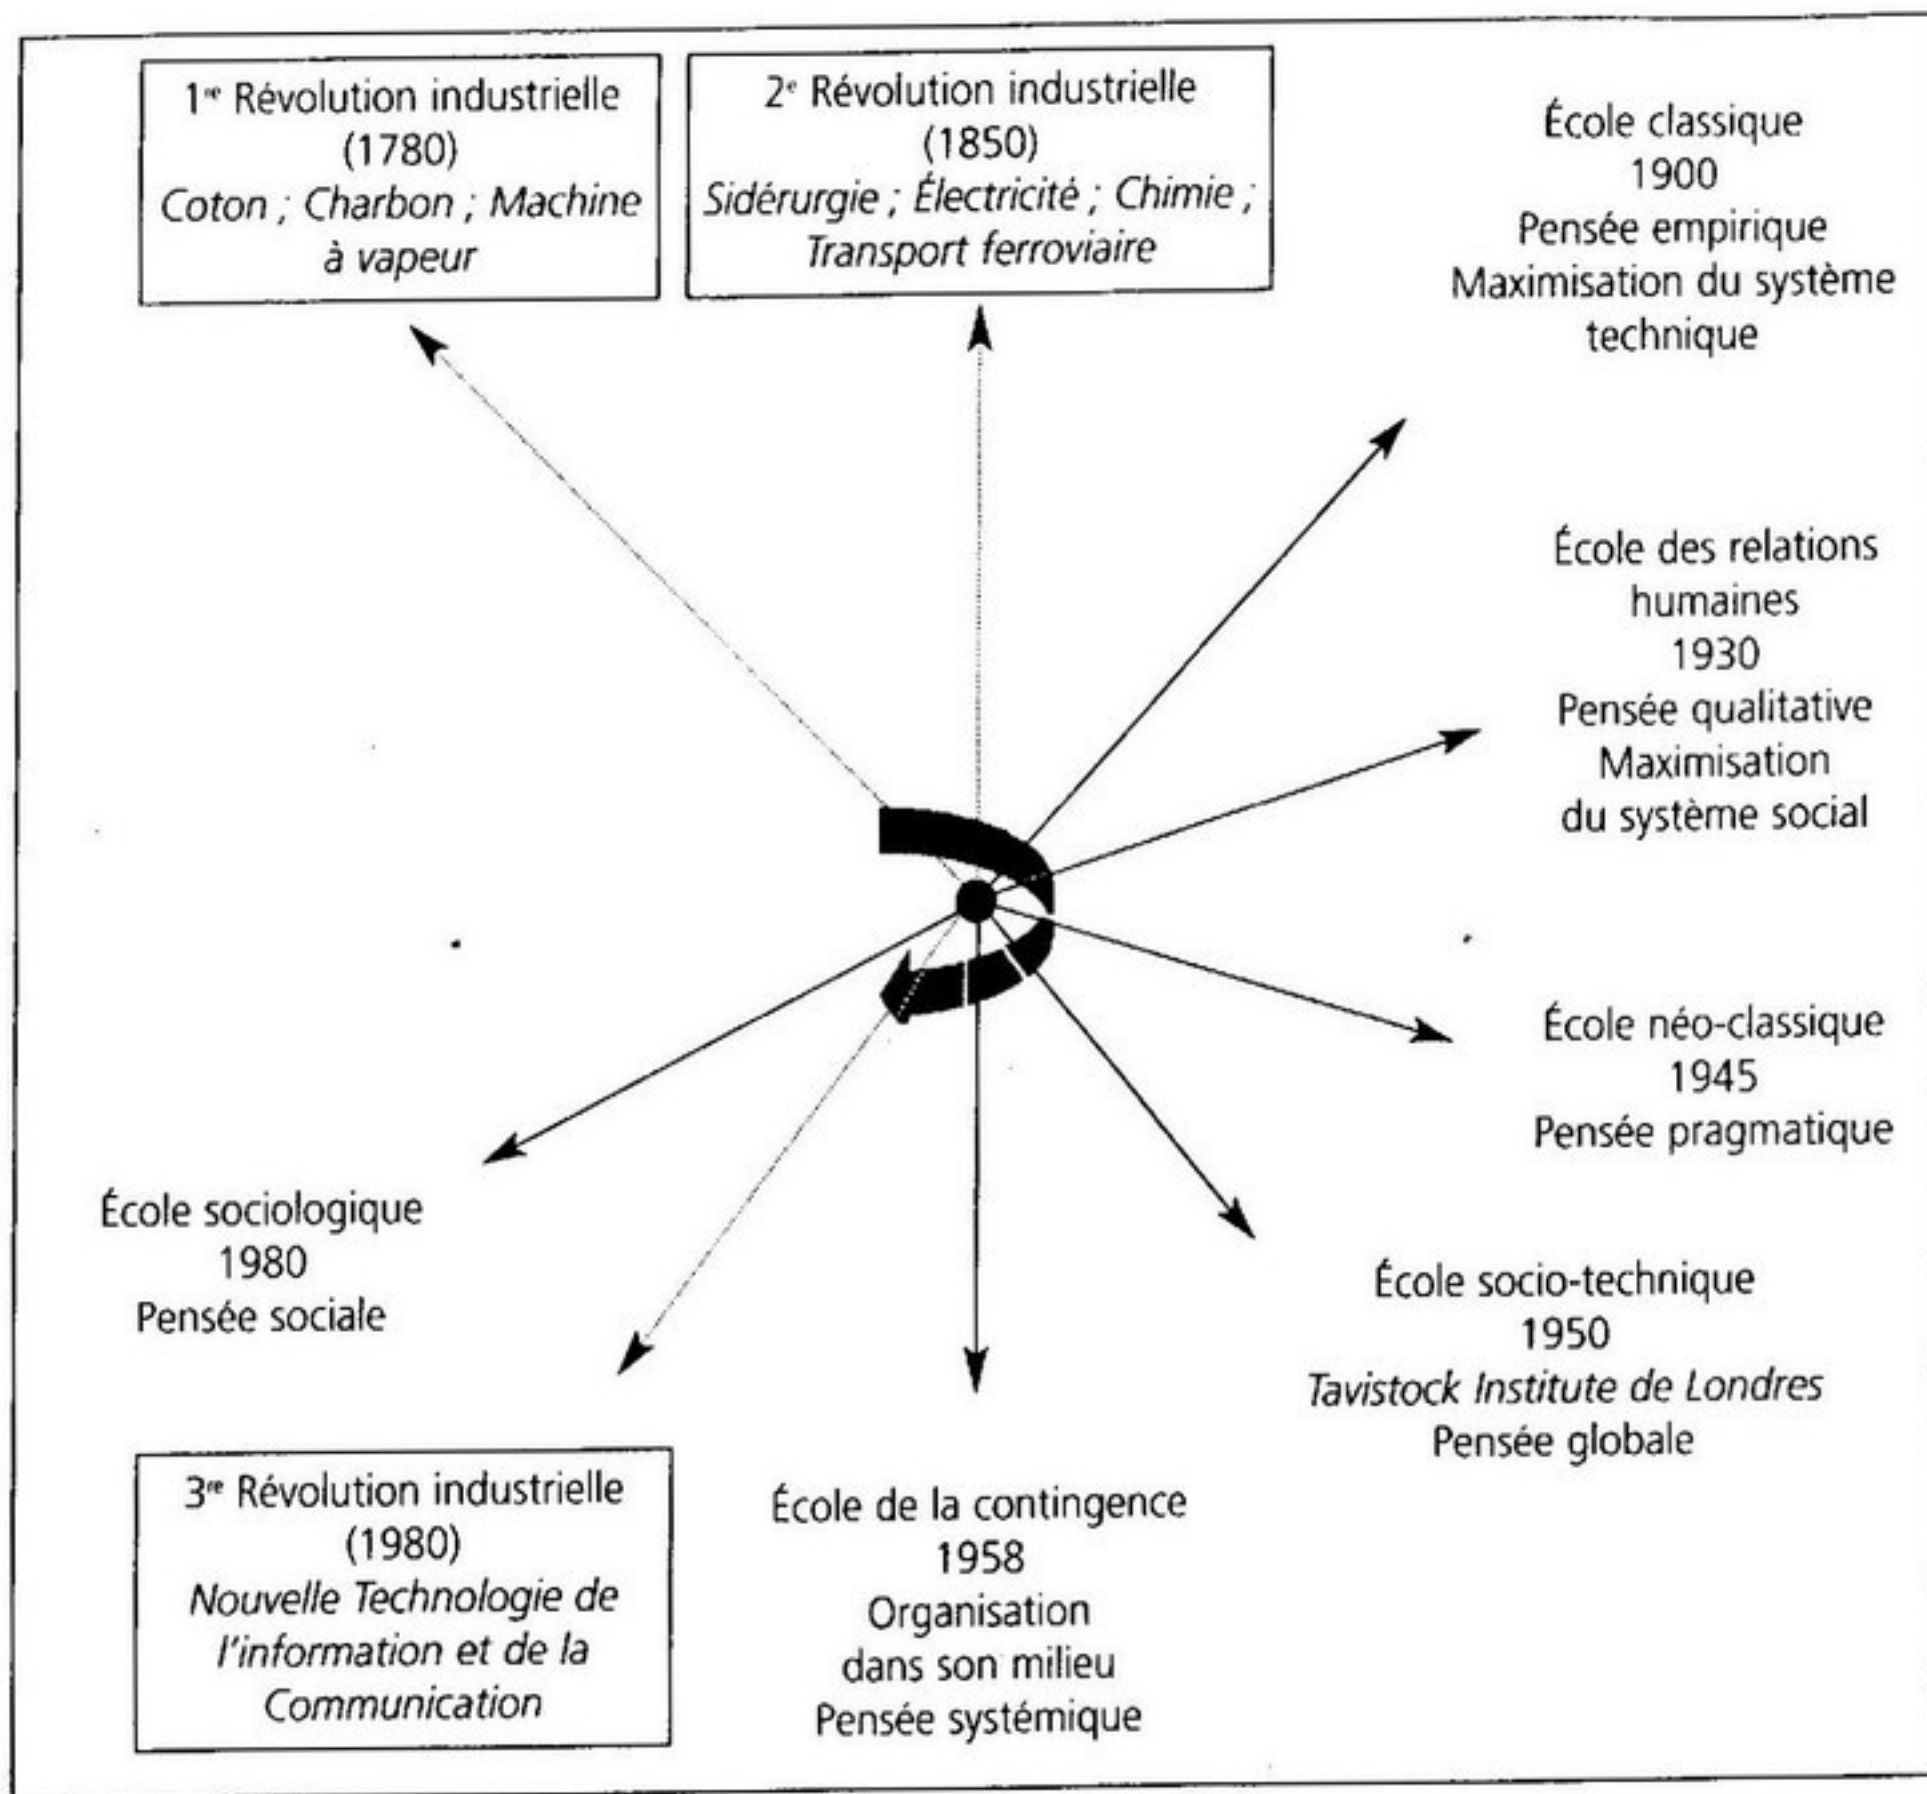 1re Révolution industrielle
(1780)
Coton ; Charbon ; Machine
à vapeur
2e Révolution industrielle
(1850)
Sidérurgie ; Électricité ; Chimie ;
Transport ferroviaire
École classique
1900
Pensée empirique
Maximisation du système
technique
École des relations
humaines
1930
Pensée qualitative
Maximisation
du système social
École néo-classique
1945
Pensée pragmatique
École socio-technique
1950
Tavistock Institute de Londres
Pensée globale
École de la contingence
1958
Organisation
dans son milieu
Pensée systémique
3re Révolution industrielle
(1980)
Nouvelle Technologie de
l'information et de la
Communication
École sociologique
1980
Pensée sociale